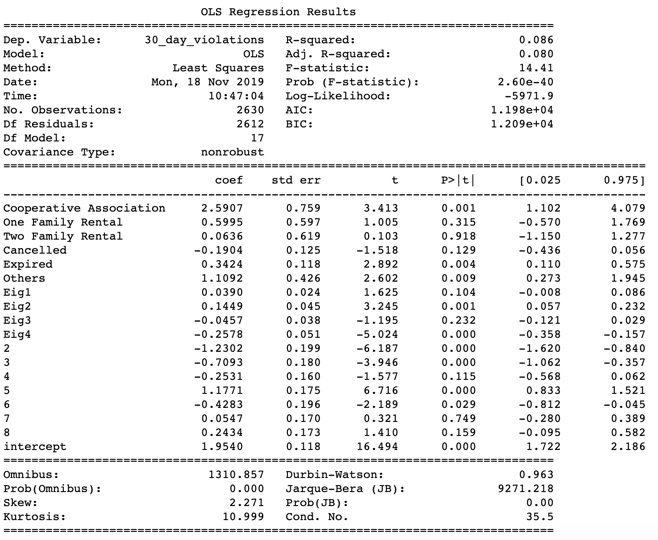 OLS Regression Results
==============================================================================
Dep. Variable: 30_day_violations R-squared: 0.086
Model: OLS Adj. R-squared: 0.080
Method: Least Squares F-statistic: 14.41
Date: Mon, 18 Nov 2019 Prob (F-statistic): 2.60e-40
Time: 10:47:04 Log-Likelihood: -5971.9
No. Observations: 2630 AIC: 1.198e+04
Df Residuals: 2612 BIC: 1.209e+04
Df Model: 17
Covariance Type: nonrobust
==============================================================================
coef std err t P>|t| [0.025 0.975]
------------------------------------------------------------------------------
Cooperative Association 2.5907 0.759 3.413 0.001 1.102 4.079
One Family Rental 0.5995 0.597 1.005 0.315 -0.570 1.769
Two Family Rental 0.0636 0.619 0.103 0.918 -1.150 1.277
Cancelled -0.1904 0.125 -1.518 0.129 -0.436 0.056
Expired 0.3424 0.118 2.892 0.004 0.110 0.575
Others 1.1092 0.426 2.602 0.009 0.273 1.945
Eig1 0.0390 0.024 1.625 0.104 -0.008 0.086
Eig2 0.1449 0.045 3.245 0.001 0.057 0.232
Eig3 -0.0457 0.038 -1.195 0.232 -0.121 0.029
Eig4 -0.2578 0.051 -5.024 0.000 -0.358 -0.157
2 -1.2302 0.199 -6.187 0.000 -1.620 -0.840
3 -0.7093 0.180 -3.946 0.000 -1.062 -0.357
4 -0.2531 0.160 -1.577 0.115 -0.568 0.062
5 1.1771 0.175 6.716 0.000 0.833 1.521
6 -0.4283 0.196 -2.189 0.029 -0.812 -0.045
7 0.0547 0.170 0.321 0.749 -0.280 0.389
8 0.2434 0.173 1.410 0.159 -0.095 0.582
intercept 1.9540 0.118 16.494 0.000 1.722 2.186
==============================================================================
Omnibus: 1310.857 Durbin-Watson: 0.963
Prob(Omnibus): 0.000 Jarque-Bera (JB): 9271.218
Skew: 2.271 Prob(JB): 0.00
Kurtosis: 10.999 Cond. No. 35.5
==============================================================================